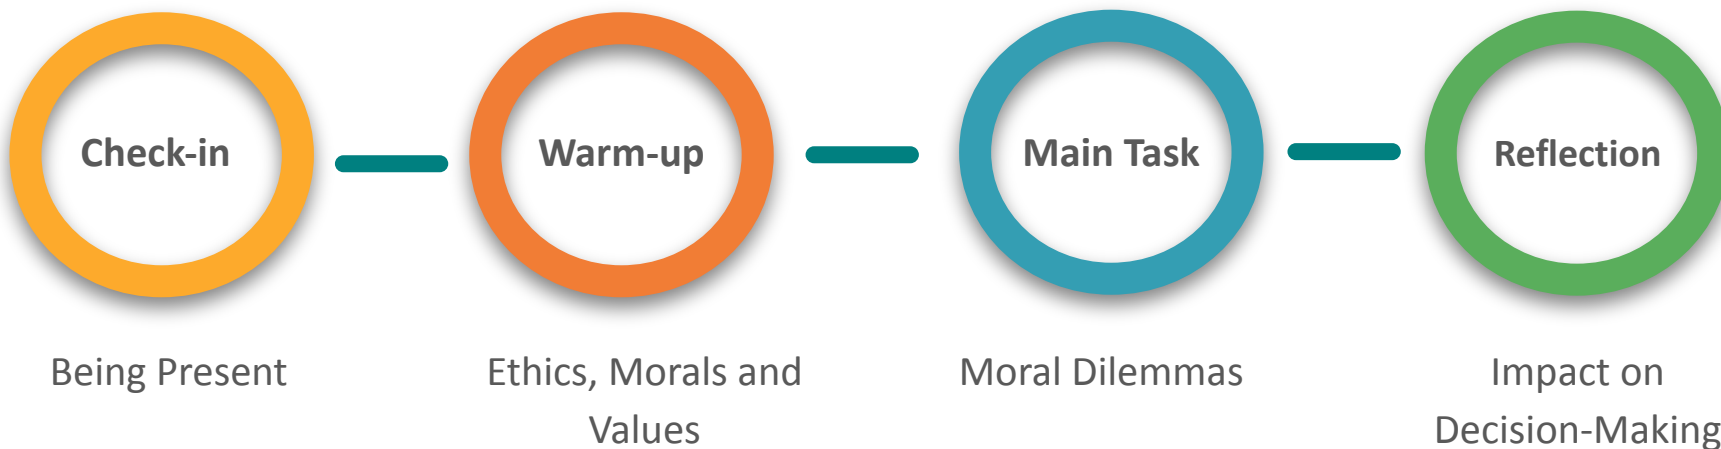 Check-in
Warm-up
Main Task
Reflection
Being Present
Ethics, Morals and
Values
Moral Dilemmas
Impact on
Decision-Making